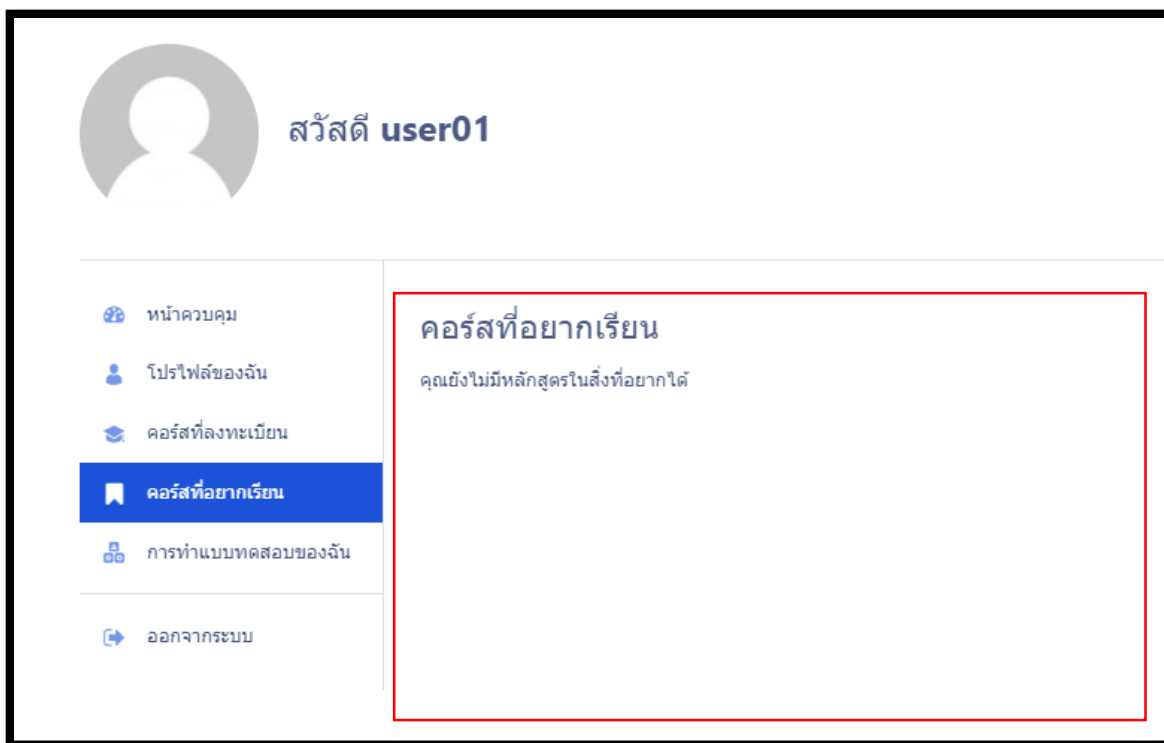 สวัสดี user01
หน้าควบคุม
โปรไฟล์ของฉัน
คอร์สที่ลงทะเบียน
คอร์สที่อยากเรียน
การทำแบบทดสอบของฉัน
ออกจากระบบ
คอร์สที่อยากเรียน
คุณยังไม่มีหลักสูตรในสิ่งที่อยากได้